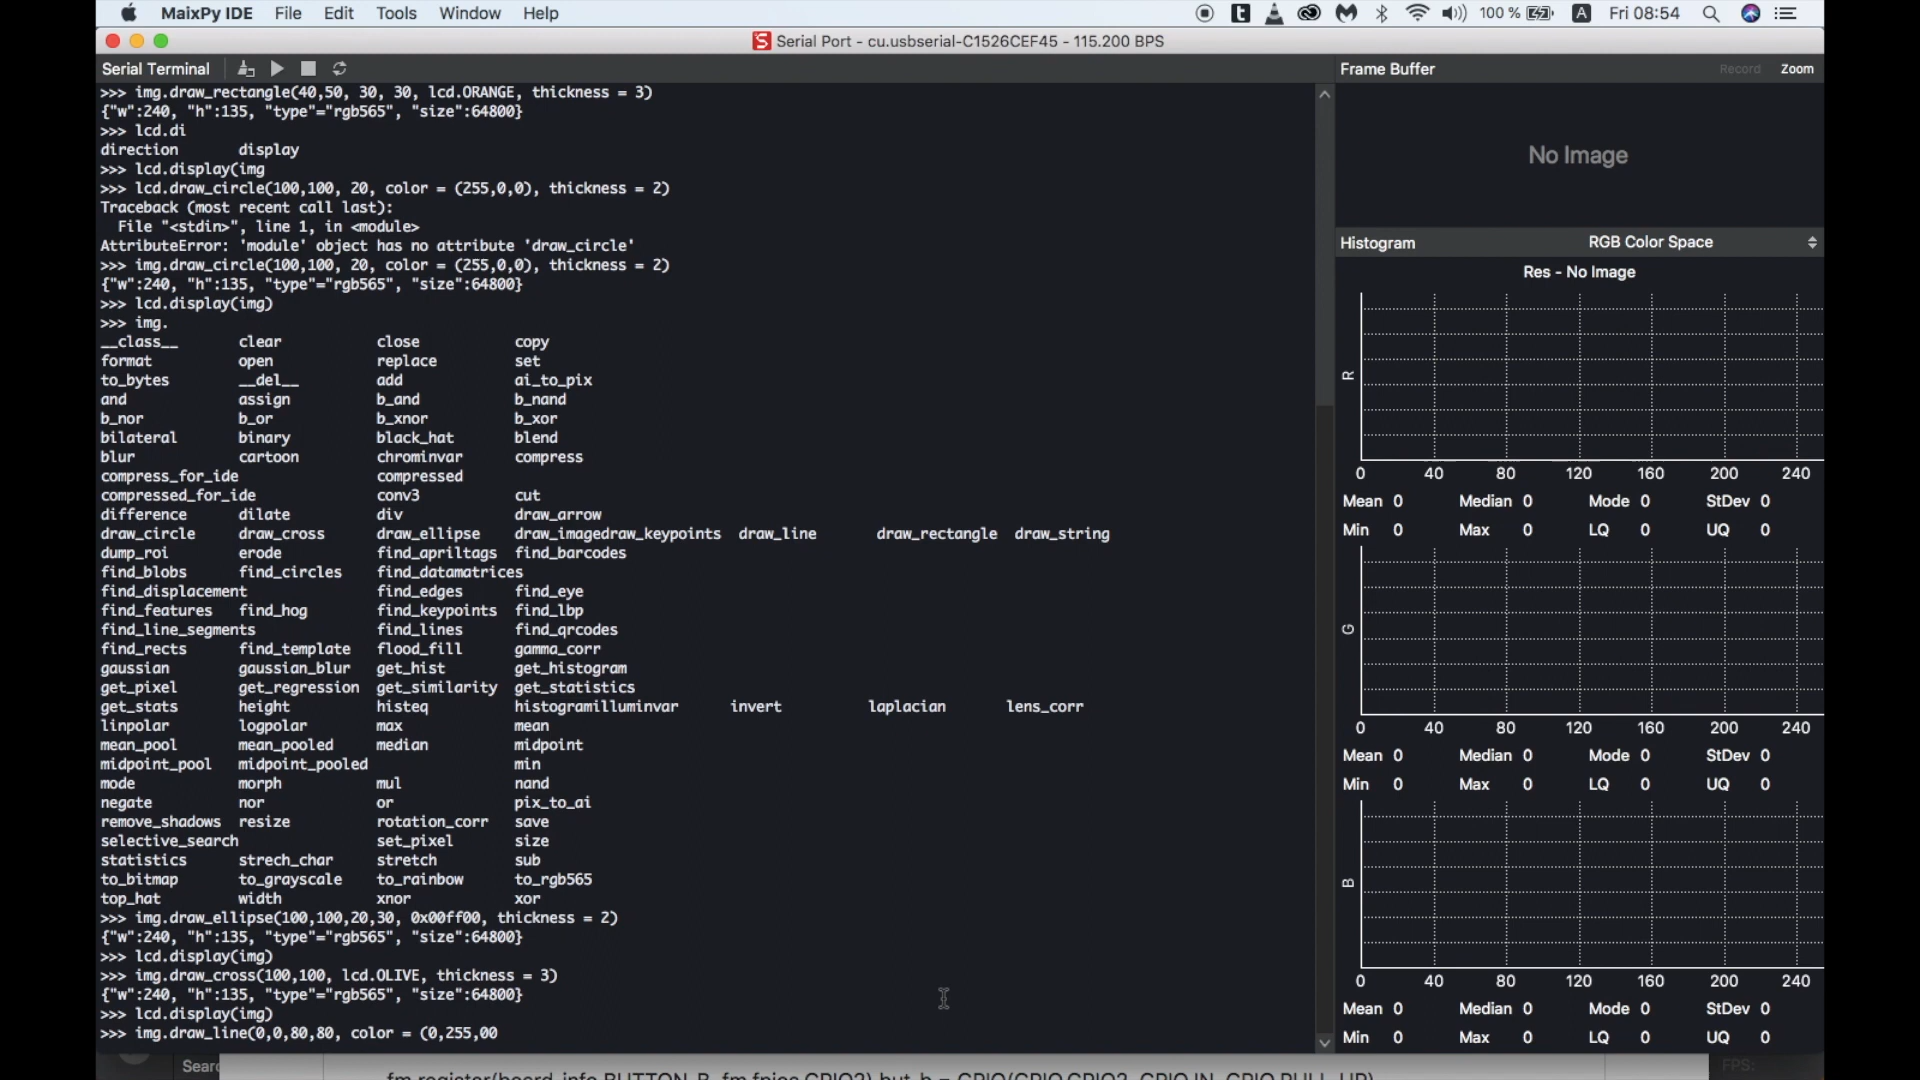 MaixPy IDE File Edit Tools Window Help 100 % A Fri 08:54
Serial Port - cu.usbserial-C1526CEF45 - 115.200 BPS
Serial Terminal
>>> img.draw_rectangle(40,50, 30, 30, lcd.ORANGE, thickness = 3)
{"w":240, "h":135, "type"="rgb565", "size":64800}
>>> lcd.di
direction display
>>> lcd.display(img
>>> lcd.draw_circle(100,100, 20, color = (255,0,0), thickness = 2)
Traceback (most recent call last):
File "<stdin>", line 1, in <module>
AttributeError: 'module' object has no attribute 'draw_circle'
>>> img.draw_circle(100,100, 20, color = (255,0,0), thickness = 2)
{"w":240, "h":135, "type"="rgb565", "size":64800}
>>> lcd.display(img)
>>> img.
__class__ clear close copy
format open replace set
to_bytes __del__ add ai_to_pix
and assign b_and b_nand
b_nor b_or b_xnor b_xor
bilateral binary black_hat blend
blur cartoon chrominvar compress
compress_for_ide compressed
compressed_for_ide conv3 cut
difference dilate div draw_arrow
draw_circle draw_cross draw_ellipse draw_imagedraw_keypoints draw_line draw_rectangle draw_string
dump_roi erode find_apriltags find_barcodes
find_blobs find_circles find_datamatrices
find_displacement find_edges find_eye
find_features find_hog find_keypoints find_lbp
find_line_segments find_lines find_qrcodes
find_rects find_template flood_fill gamma_corr
gaussian gaussian_blur get_hist get_histogram
get_pixel get_regression get_similarity get_statistics
get_stats height histeq histogramilluminvar invert laplacian lens_corr
linpolar logpolar max mean
mean_pool mean_pooled median midpoint
midpoint_pool midpoint_pooled min
mode morph mul nand
negate nor or pix_to_ai
remove_shadows resize rotation_corr save
selective_search set_pixel size
statistics strech_char stretch sub
to_bitmap to_grayscale to_rainbow to_rgb565
top_hat width xnor xor
>>> img.draw_ellipse(100,100,20,30, 0x00ff00, thickness = 2)
{"w":240, "h":135, "type"="rgb565", "size":64800}
>>> lcd.display(img)
>>> img.draw_cross(100,100, lcd.OLIVE, thickness = 3)
{"w":240, "h":135, "type"="rgb565", "size":64800}
>>> lcd.display(img)
>>> img.draw_line(0,0,80,80, color = (0,255,00
Frame Buffer Record Zoom
No Image
Histogram RGB Color Space
Res - No Image
R
0 40 80 120 160 200 240
Mean 0 Median 0 Mode 0 StDev 0
Min 0 Max 0 LQ 0 UQ 0
G
0 40 80 120 160 200 240
Mean 0 Median 0 Mode 0 StDev 0
Min 0 Max 0 LQ 0 UQ 0
B
0 40 80 120 160 200 240
Mean 0 Median 0 Mode 0 StDev 0
Min 0 Max 0 LQ 0 UQ 0
Searc
fm.register(board_info.BUTTON_B, fm.fpioa.GPIO2) but_b = GPIO(GPIO.GPIO2, GPIO.IN, GPIO.PULL_UP)
FPS: